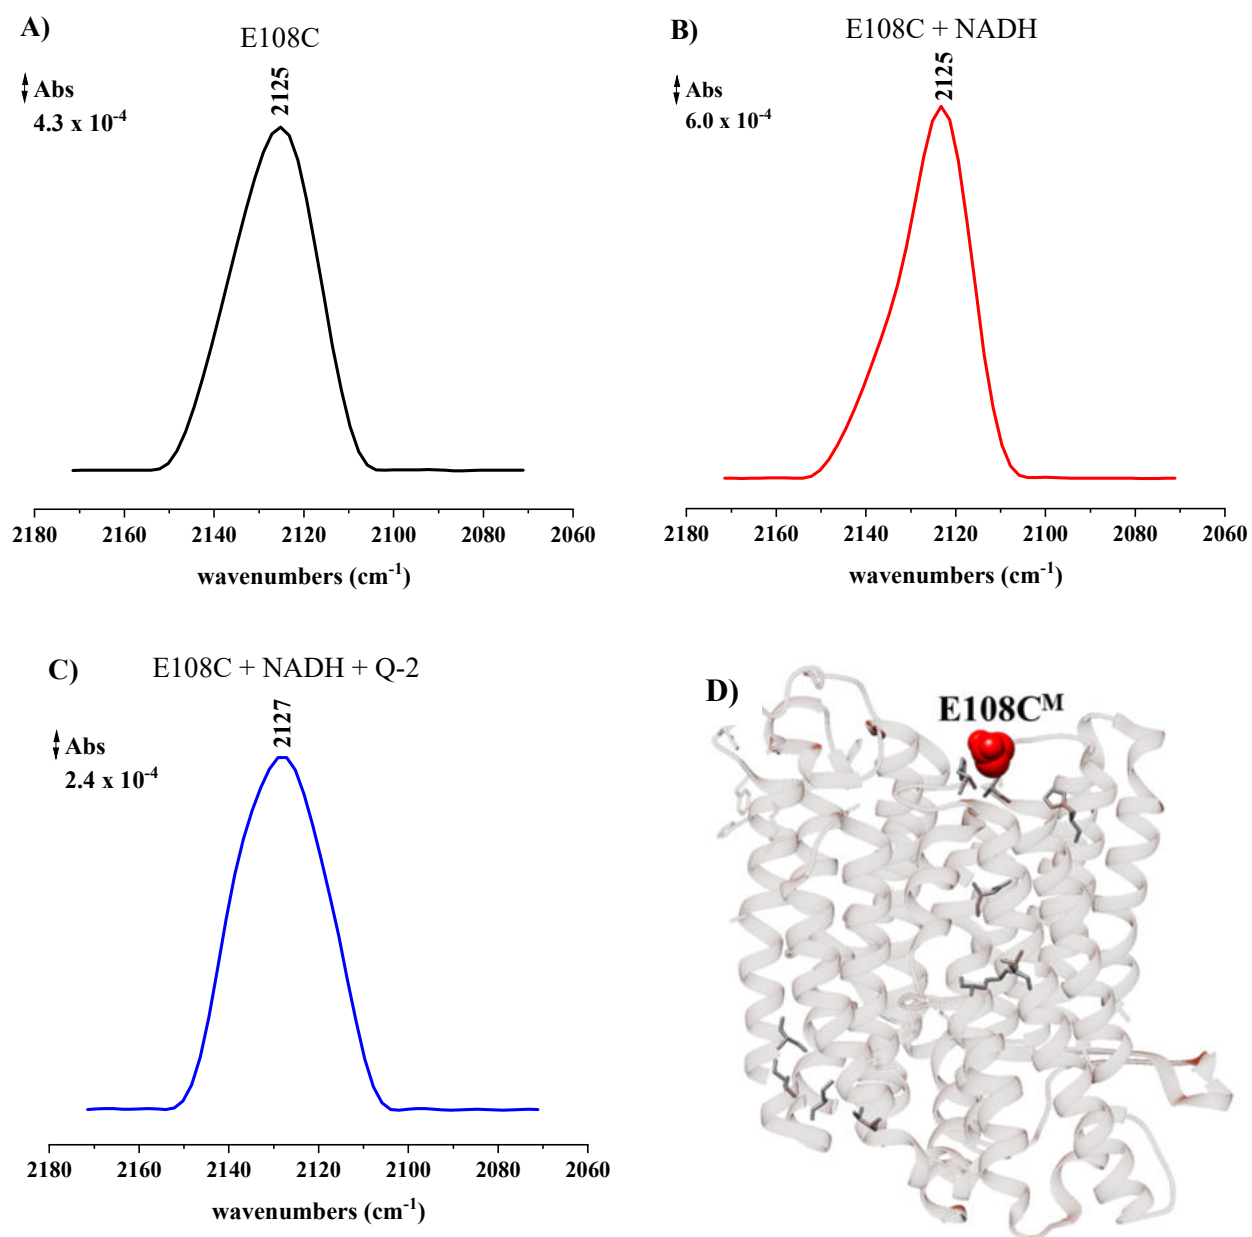 A)
E108C
Abs
4.3 x 10⁻⁴
2125
2180 2160 2140 2120 2100 2080 2060
wavenumbers (cm⁻¹)
B)
E108C + NADH
Abs
6.0 x 10⁻⁴
2125
2180 2160 2140 2120 2100 2080 2060
wavenumbers (cm⁻¹)
C)
E108C + NADH + Q-2
Abs
2.4 x 10⁻⁴
2127
2180 2160 2140 2120 2100 2080 2060
wavenumbers (cm⁻¹)
D)
E108Cᴹ